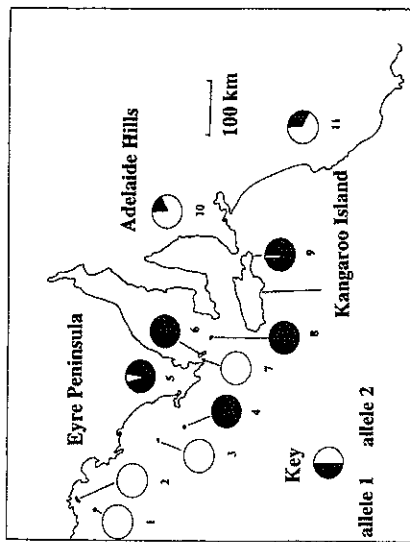 Eyre Peninsula
Adelaide Hills
100 km
Kangaroo Island
Key
allele 1
allele 2
1
2
3
4
5
6
7
8
9
10
11